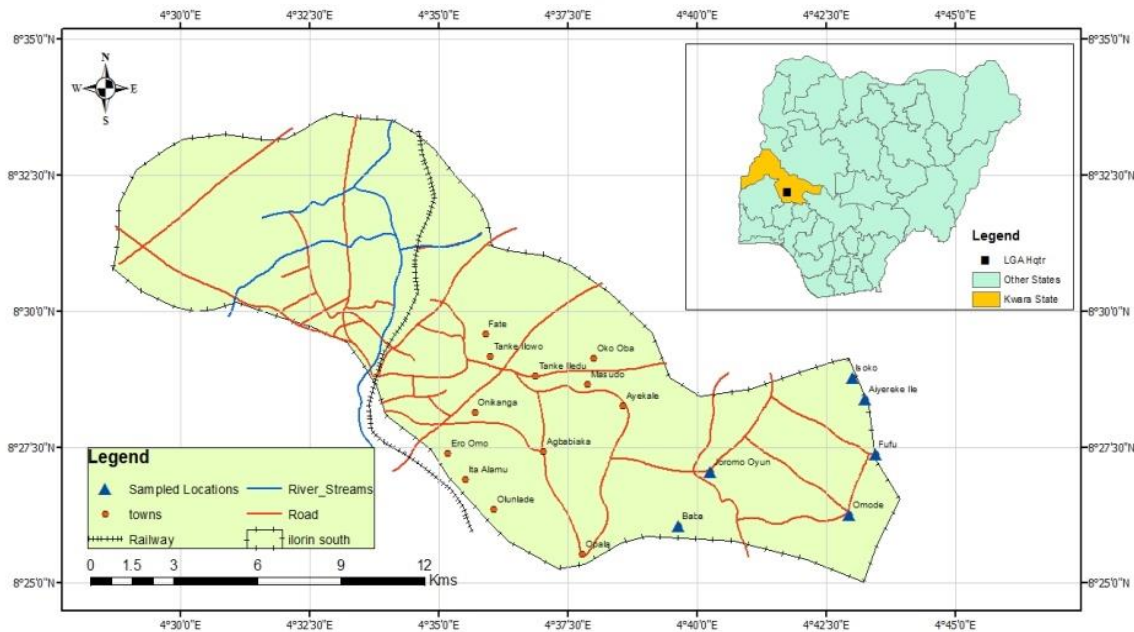 4°30'0"E 4°32'30"E 4°35'0"E 4°37'30"E 4°40'0"E 4°42'30"E 4°45'0"E
8°35'0"N 8°35'0"N
N
W E
S
8°32'30"N 8°32'30"N
Legend
LGA Hqtr
Other States
Kwara State
8°30'0"N 8°30'0"N
Fate
Tanke Ilowo
Oko Oba
Tanke Iledu
Masudo
Isoko
Aiyereke Ile
Onikanga
Ayekale
Ero Omo
Agbabiaka
Fufu
8°27'30"N 8°27'30"N
Ita Alamu
Joromo Oyun
Oluntade
Baba
Omode
Opala
Legend
Sampled Locations River_Streams
towns Road
Railway ilorin south
0 1.5 3 6 9 12
Kms
8°25'0"N 8°25'0"N
4°30'0"E 4°32'30"E 4°35'0"E 4°37'30"E 4°40'0"E 4°42'30"E 4°45'0"E